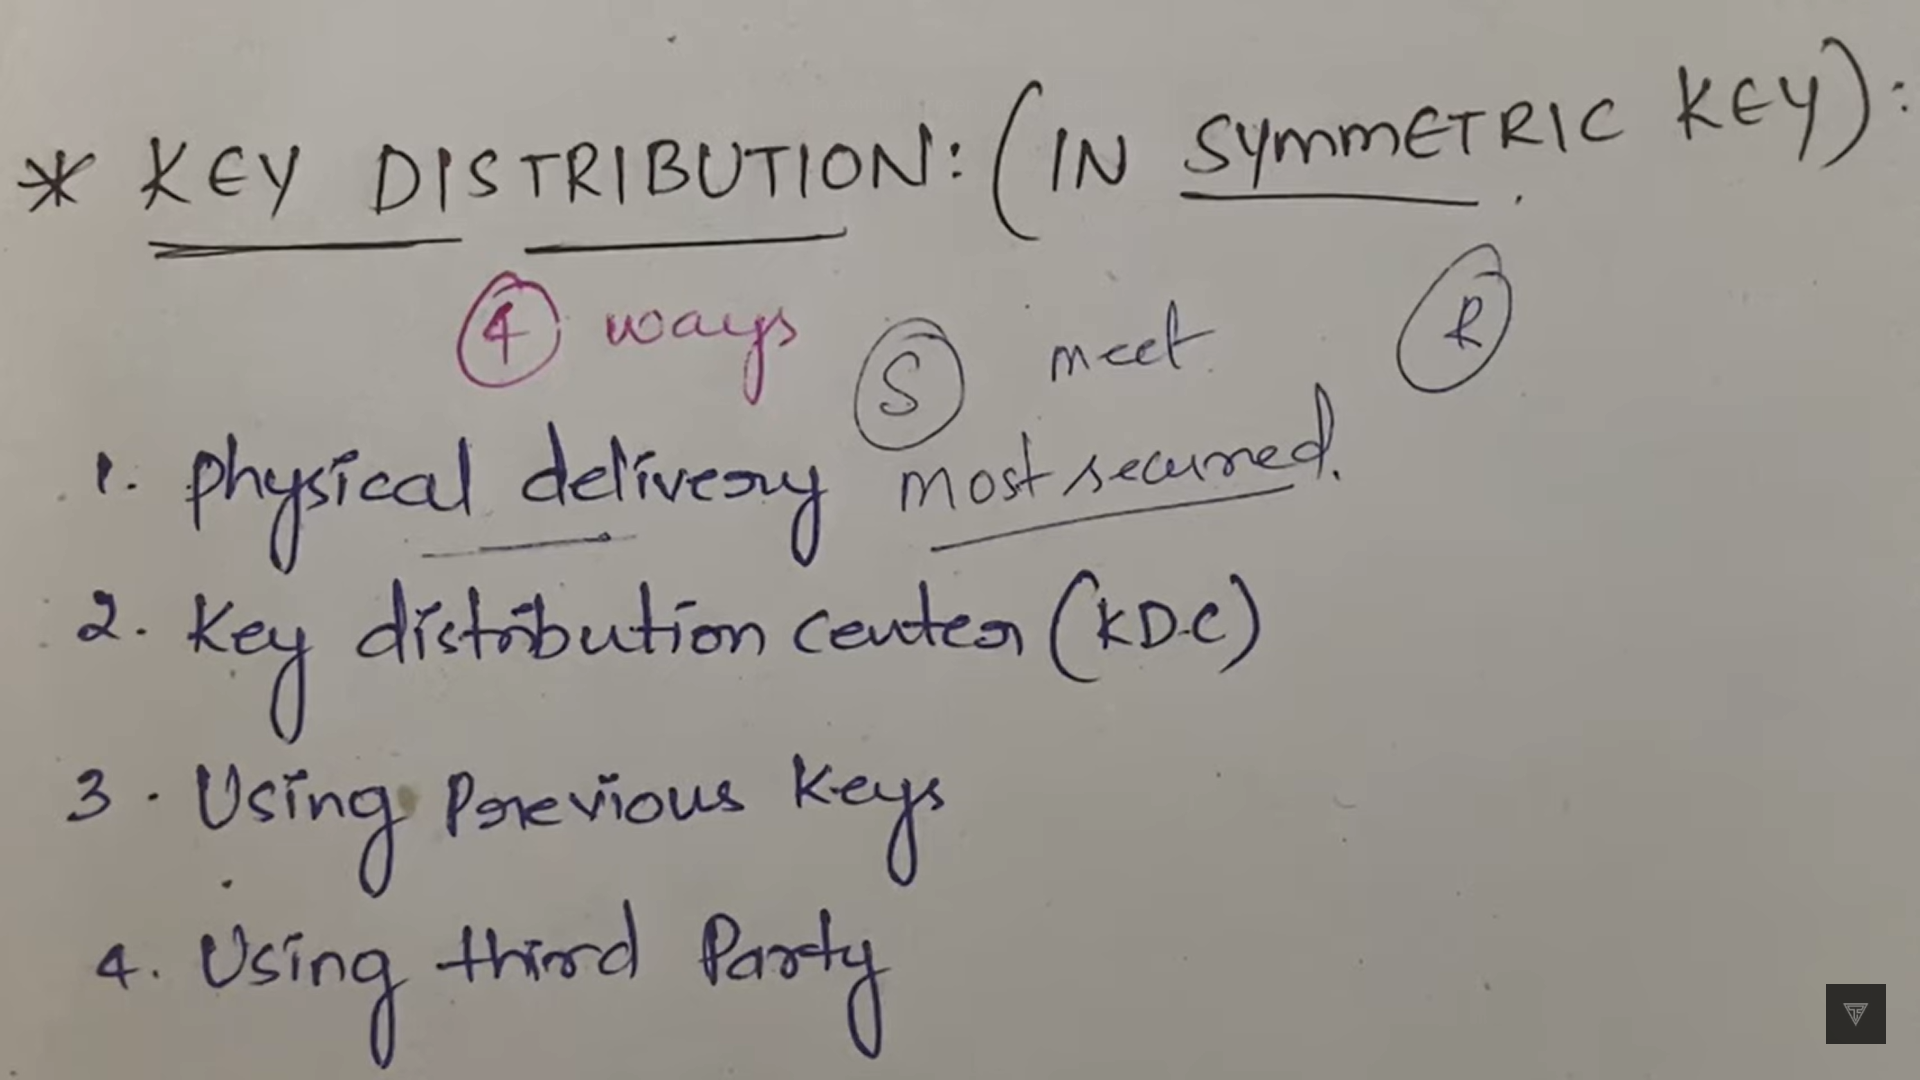 * KEY DISTRIBUTION: (IN SYMMETRIC KEY):
4 ways
S meet R
1. Physical delivery most secured.
2. Key distribution center (KDC)
3. Using Previous Keys
4. Using third Party